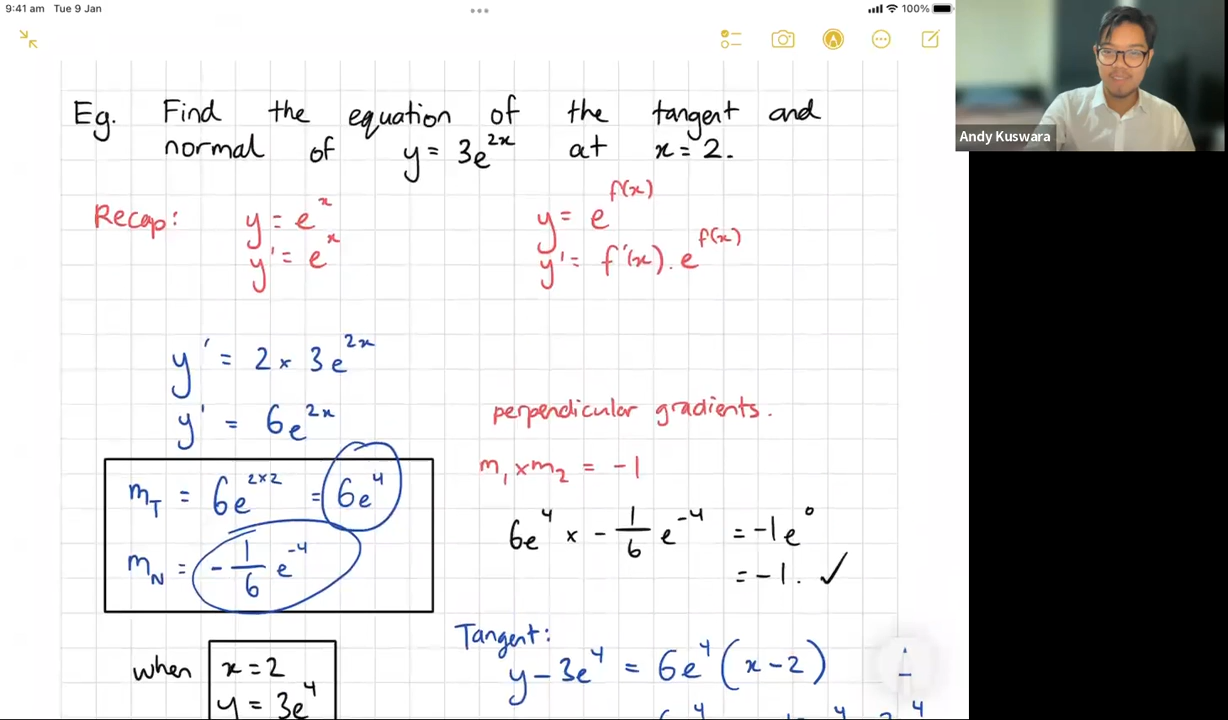 9:41 am Tue 9 Jan
100%
Andy Kuswara
Eg. Find the equation of the tangent and
normal of y = 3e^{2x} at x = 2.
Recap: y = e^x
y' = e^x
y = e^{f(x)}
y' = f'(x) . e^{f(x)}
y' = 2 × 3e^{2x}
y' = 6e^{2x}
m_T = 6e^{2×2} = 6e^4
m_N = -1/6 e^{-4}
perpendicular gradients.
m_1 × m_2 = -1
6e^4 × -1/6 e^{-4} = -1e^0
= -1. ✓
when x = 2
y = 3e^4
Tangent:
y - 3e^4 = 6e^4 (x - 2)